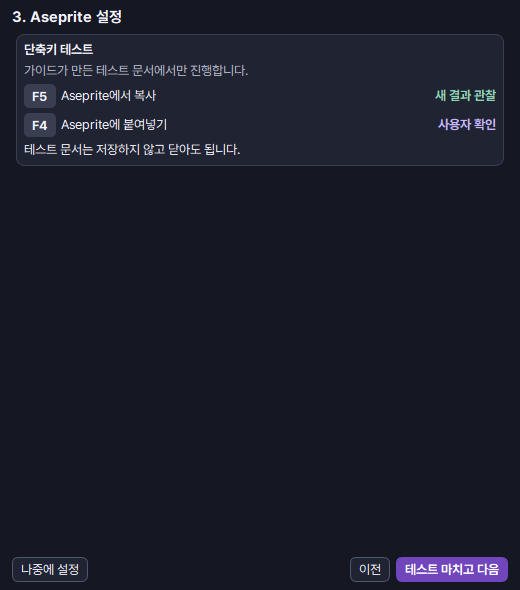 3. Aseprite 설정
단축키 테스트
가이드가 만든 테스트 문서에서만 진행합니다.
F5 Aseprite에서 복사 새 결과 관찰
F4 Aseprite에 붙여넣기 사용자 확인
테스트 문서는 저장하지 않고 닫아도 됩니다.
나중에 설정 이전 테스트 마치고 다음